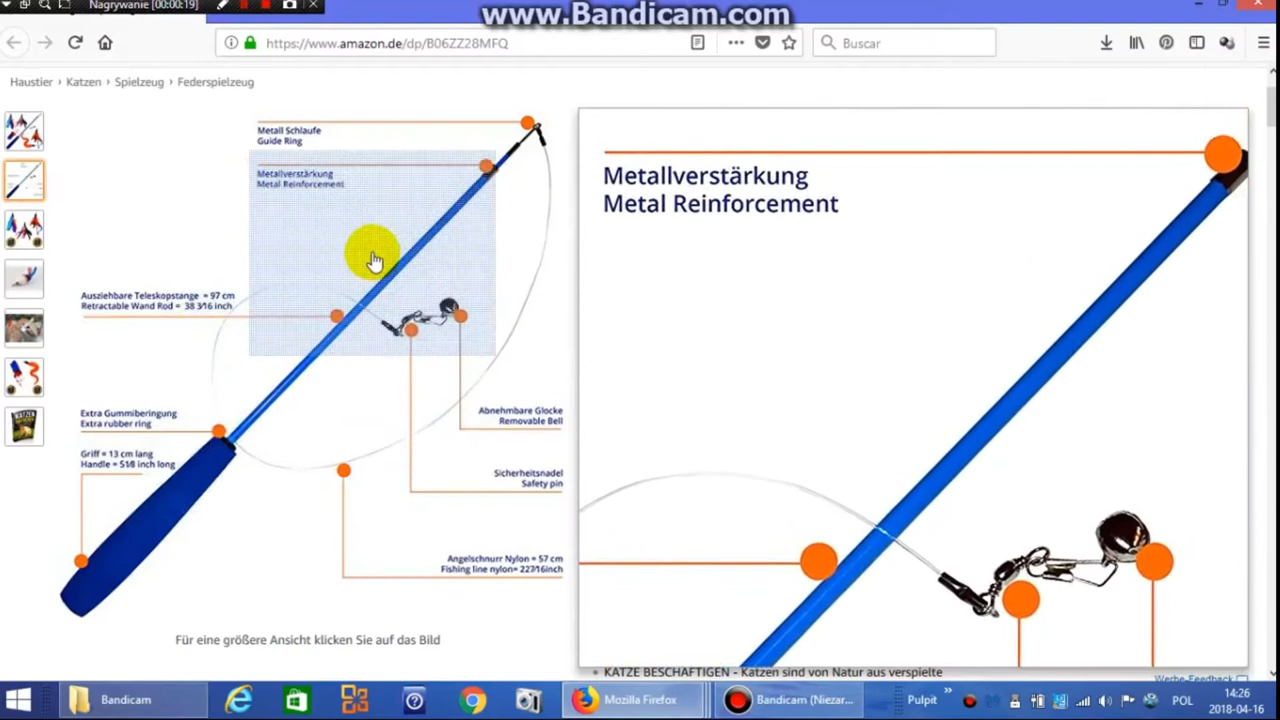 Nagrywanie [00:00:19]
www.Bandicam.com
https://www.amazon.de/dp/B06ZZ28MFQ
Buscar
Haustier › Katzen › Spielzeug › Federspielzeug
Metall Schlaufe
Guide Ring
Metallverstärkung
Metal Reinforcement
Ausziehbare Teleskopstange = 97 cm
Retractable Wand Rod = 38 3⁄16 inch
Extra Gummiberingung
Extra rubber ring
Griff = 13 cm lang
Handle = 51⁄8 inch long
Abnehmbare Glocke
Removable Bell
Sicherheitsnadel
Safety pin
Angelschnurr Nylon = 57 cm
Fishing line nylon= 227⁄16inch
Für eine größere Ansicht klicken Sie auf das Bild
Metallverstärkung
Metal Reinforcement
KATZE BESCHÄFTIGEN - Katzen sind von Natur aus verspielte
Werbe-Feedback
Bandicam
Mozilla Firefox
Bandicam (Niezar...
Pulpit
POL
14:26
2018-04-16